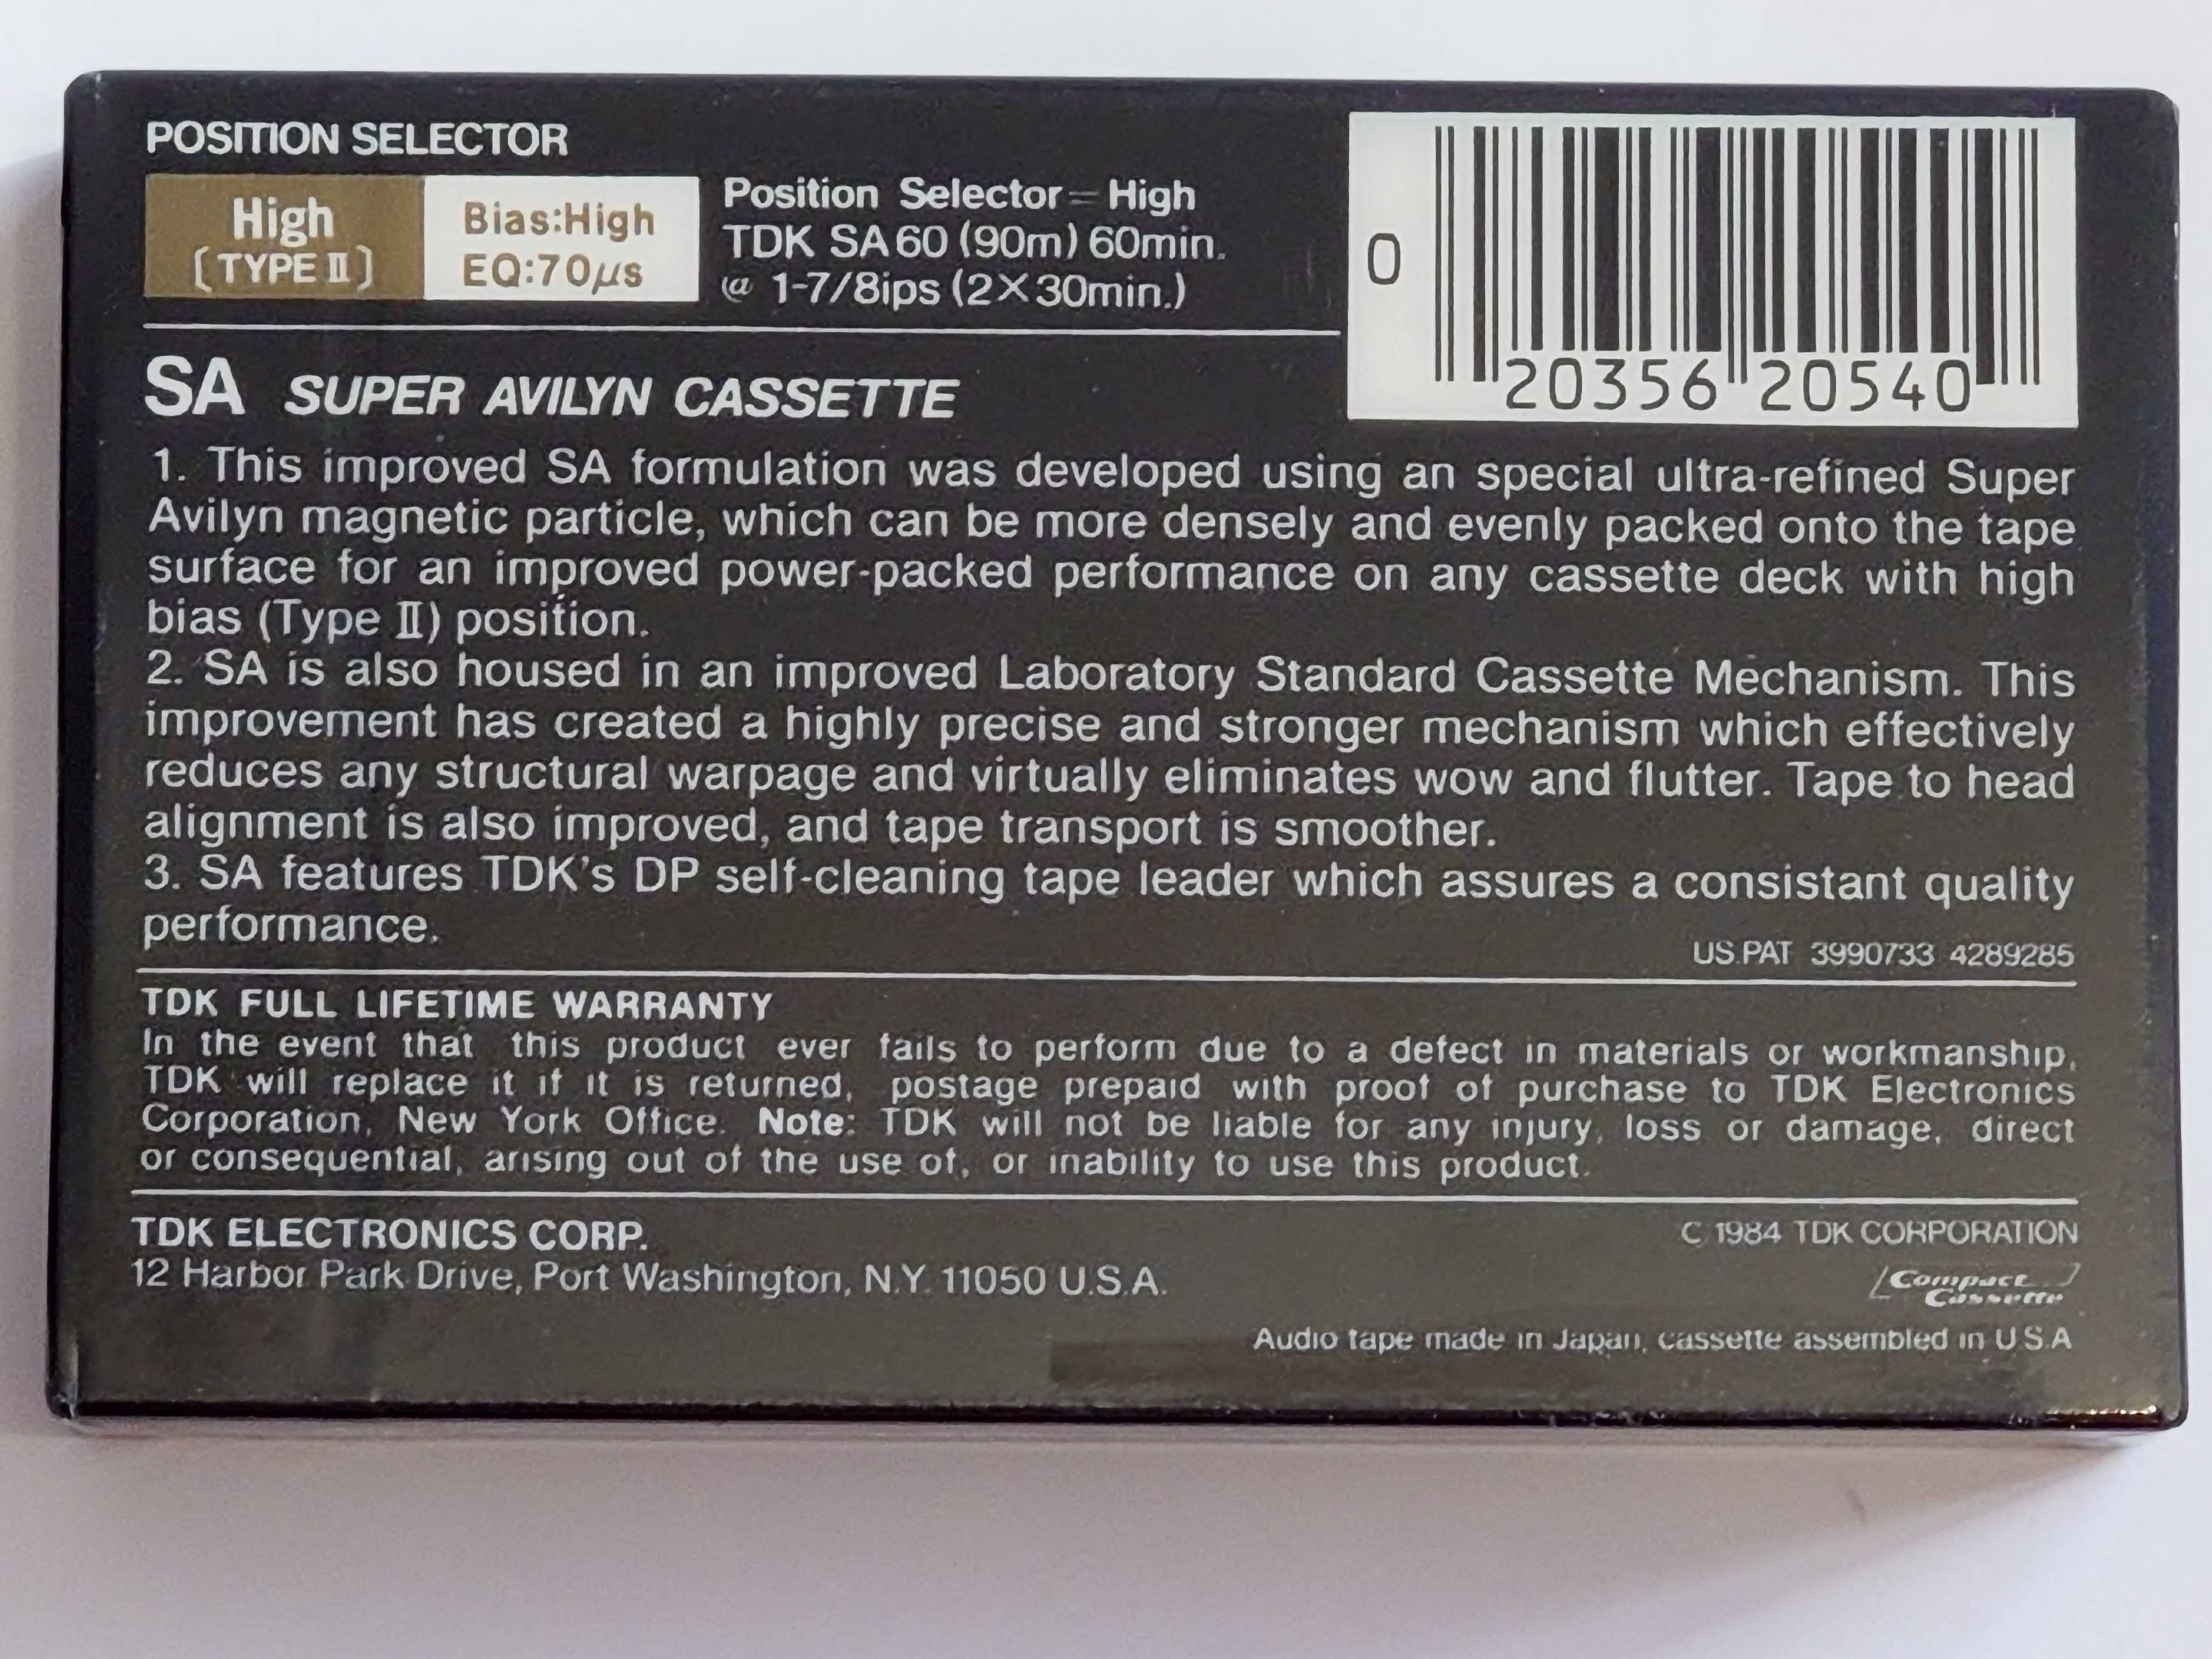 POSITION SELECTOR
High
[TYPE II]
Bias:High
EQ:70μs
Position Selector=High
TDK SA60 (90m) 60min.
@ 1-7/8ips (2×30min.)
0
20356 20540
SA SUPER AVILYN CASSETTE
1. This improved SA formulation was developed using an special ultra-refined Super
Avilyn magnetic particle, which can be more densely and evenly packed onto the tape
surface for an improved power-packed performance on any cassette deck with high
bias (Type II) position.
2. SA is also housed in an improved Laboratory Standard Cassette Mechanism. This
improvement has created a highly precise and stronger mechanism which effectively
reduces any structural warpage and virtually eliminates wow and flutter. Tape to head
alignment is also improved, and tape transport is smoother.
3. SA features TDK's DP self-cleaning tape leader which assures a consistant quality
performance.
US.PAT 3990733 4289285
TDK FULL LIFETIME WARRANTY
In the event that this product ever fails to perform due to a defect in materials or workmanship,
TDK will replace it if it is returned, postage prepaid with proof of purchase to TDK Electronics
Corporation, New York Office. Note: TDK will not be liable for any injury, loss or damage, direct
or consequential, arising out of the use of, or inability to use this product.
TDK ELECTRONICS CORP.
12 Harbor Park Drive, Port Washington, N.Y. 11050 U.S.A.
C 1984 TDK CORPORATION
Compact
Cassette
Audio tape made in Japan, cassette assembled in U.S.A